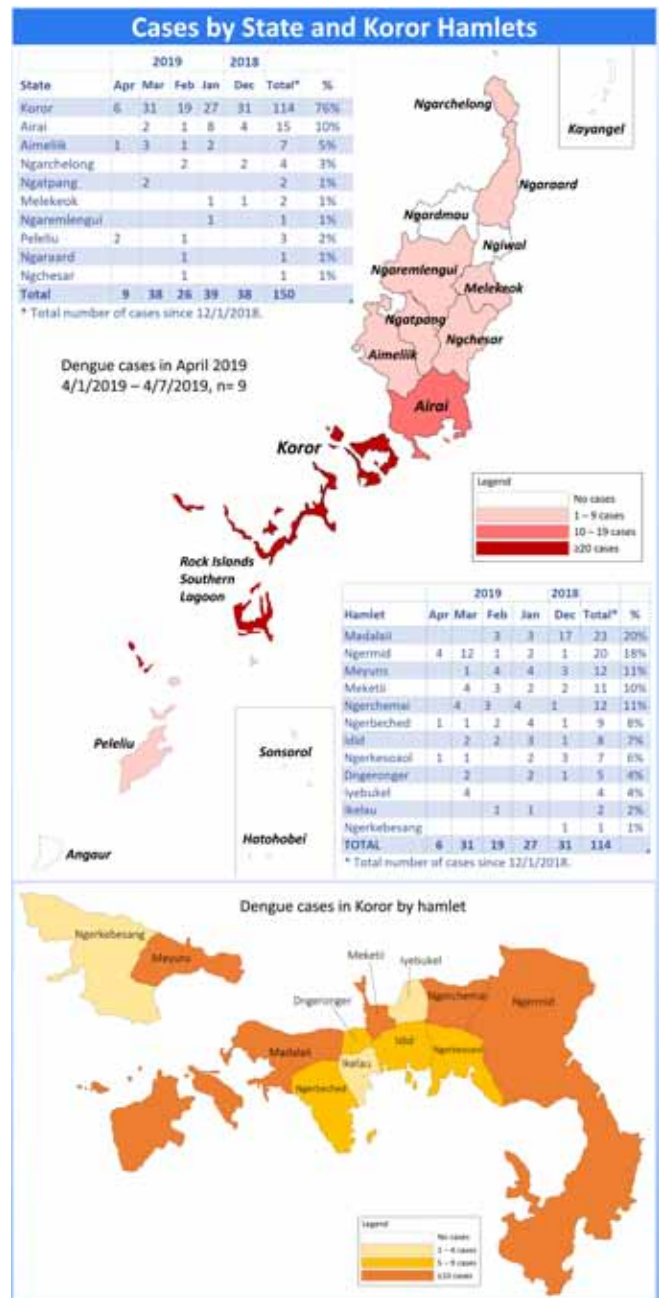 Cases by State and Koror Hamlets
2019 2018
State Apr Mar Feb Jan Dec Total* %
Koror 6 31 19 27 31 114 76%
Airai 2 1 8 4 15 10%
Aimeliik 1 3 1 2 7 5%
Ngarchelong 2 2 4 3%
Ngatpang 2 2 1%
Melekeok 1 1 2 1%
Ngaremlengui 1 1 1%
Peleliu 2 1 3 2%
Ngaraard 1 1 1%
Ngchesar 1 1 1%
Total 9 38 26 39 38 150
* Total number of cases since 12/1/2018.
Kayangel
Ngarchelong
Ngaraard
Ngardmau
Ngiwal
Ngaremlengui
Melekeok
Ngatpang
Ngchesar
Aimeliik
Airai
Dengue cases in April 2019
4/1/2019 – 4/7/2019, n= 9
Koror
Legend
No cases
1 – 9 cases
10 – 19 cases
≥20 cases
Rock Islands
Southern
Lagoon
Peleliu
Sonsorol
Hatohobei
Angaur
2019 2018
Hamlet Apr Mar Feb Jan Dec Total* %
Madalaii 3 3 17 23 20%
Ngermid 4 12 1 2 1 20 18%
Meyuns 1 4 4 3 12 11%
Meketii 4 3 2 2 11 10%
Ngerchemai 4 3 4 1 12 11%
Ngerbeched 1 1 2 4 1 9 8%
Idid 2 2 3 1 8 7%
Ngerkesoaol 1 1 2 3 7 6%
Dngeronger 2 2 1 5 4%
Iyebukel 4 4 4%
Ikelau 1 1 2 2%
Ngerkebesang 1 1 1%
TOTAL 6 31 19 27 31 114
* Total number of cases since 12/1/2018.
Dengue cases in Koror by hamlet
Ngerkebesang
Meyuns
Meketii
Iyebukel
Dngeronger
Ngerchemai
Ngermid
Madalaii
Idid
Ngerkesoaol
Ikelau
Ngerbeched
Legend
No cases
1 – 4 cases
5 – 9 cases
≥10 cases